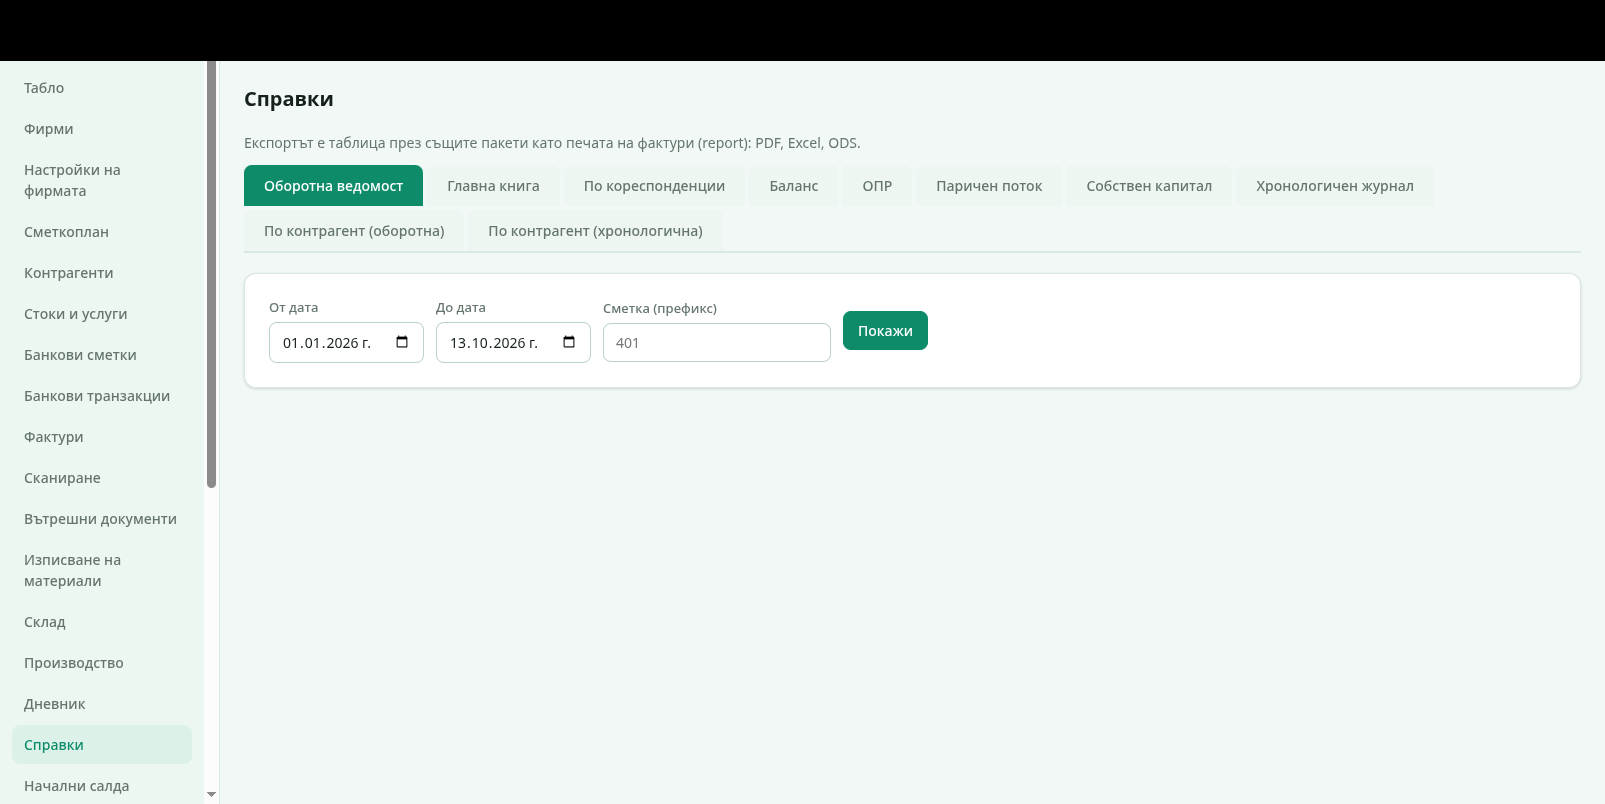 Табло
Фирми
Настройки на
фирмата
Сметкоплан
Контрагенти
Стоки и услуги
Банкови сметки
Банкови транзакции
Фактури
Сканиране
Вътрешни документи
Изписване на
материали
Склад
Производство
Дневник
Справки
Начални салда
Справки
Експортът е таблица през същите пакети като печата на фактури (report): PDF, Excel, ODS.
Оборотна ведомост Главна книга По кореспонденции Баланс ОПР Паричен поток Собствен капитал Хронологичен журнал
По контрагент (оборотна) По контрагент (хронологична)
От дата До дата Сметка (префикс)
01.01.2026 г. 13.10.2026 г. 401 Покажи